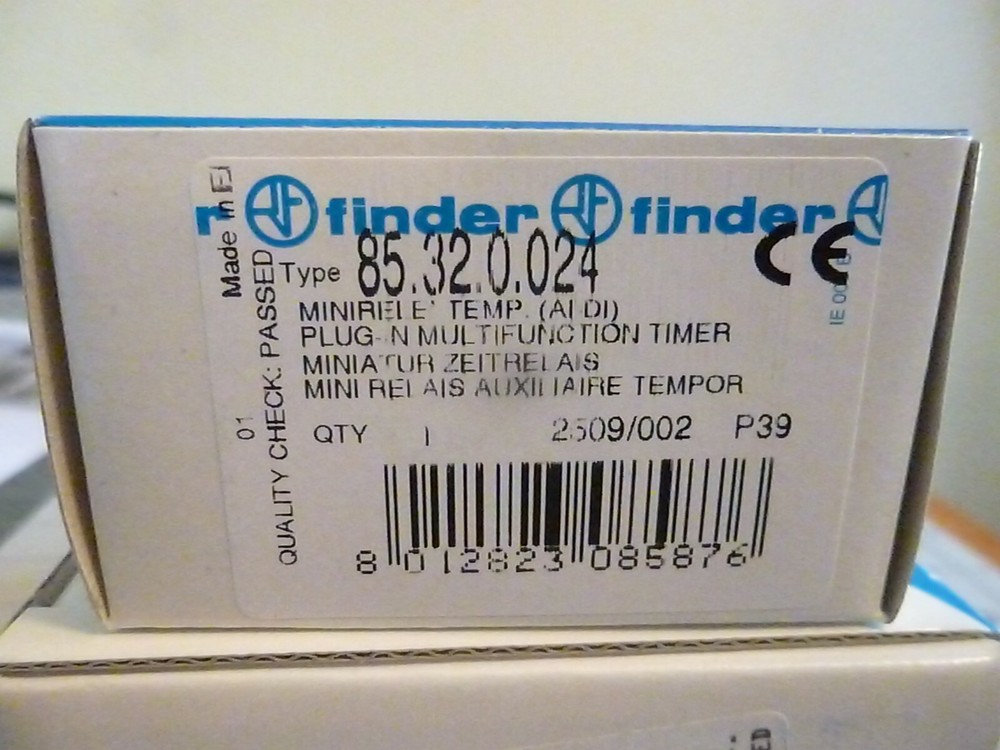 finder finder
Type 85.32.0.024
CE
MINIRELE' TEMP. (AI DI)
PLUG-IN MULTIFUNCTION TIMER
MINIATUR ZEITRELAIS
MINI RELAIS AUXILIAIRE TEMPOR
QTY 1 2509/002 P39
8 012823 085876
Made in
01
QUALITY CHECK: PASSED